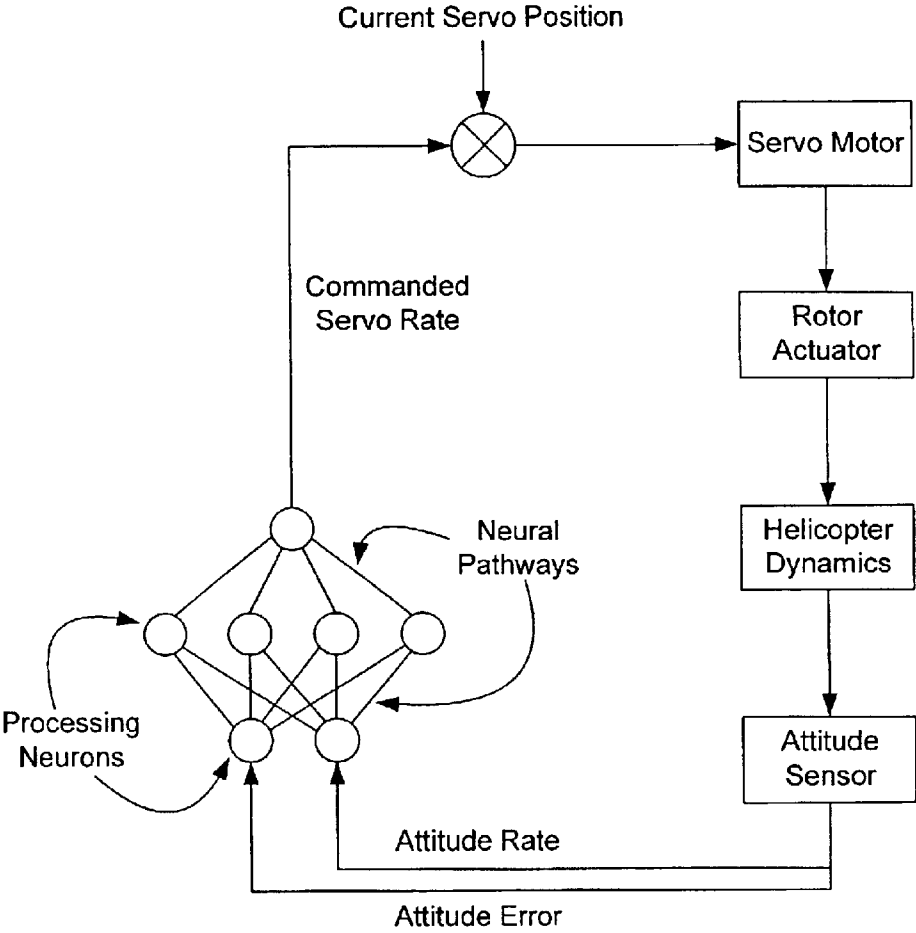 Current Servo Position
Servo Motor
Commanded
Servo Rate
Rotor
Actuator
Neural
Pathways
Helicopter
Dynamics
Processing
Neurons
Attitude
Sensor
Attitude Rate
Attitude Error